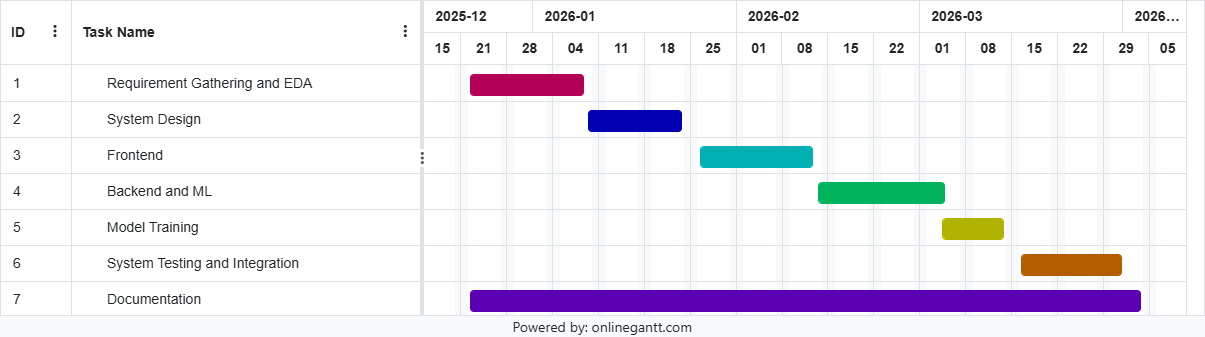 2025-12 2026-01 2026-02 2026-03 2026...
ID Task Name
15 21 28 04 11 18 25 01 08 15 22 01 08 15 22 29 05
1 Requirement Gathering and EDA
2 System Design
3 Frontend
4 Backend and ML
5 Model Training
6 System Testing and Integration
7 Documentation
Powered by: onlinegantt.com